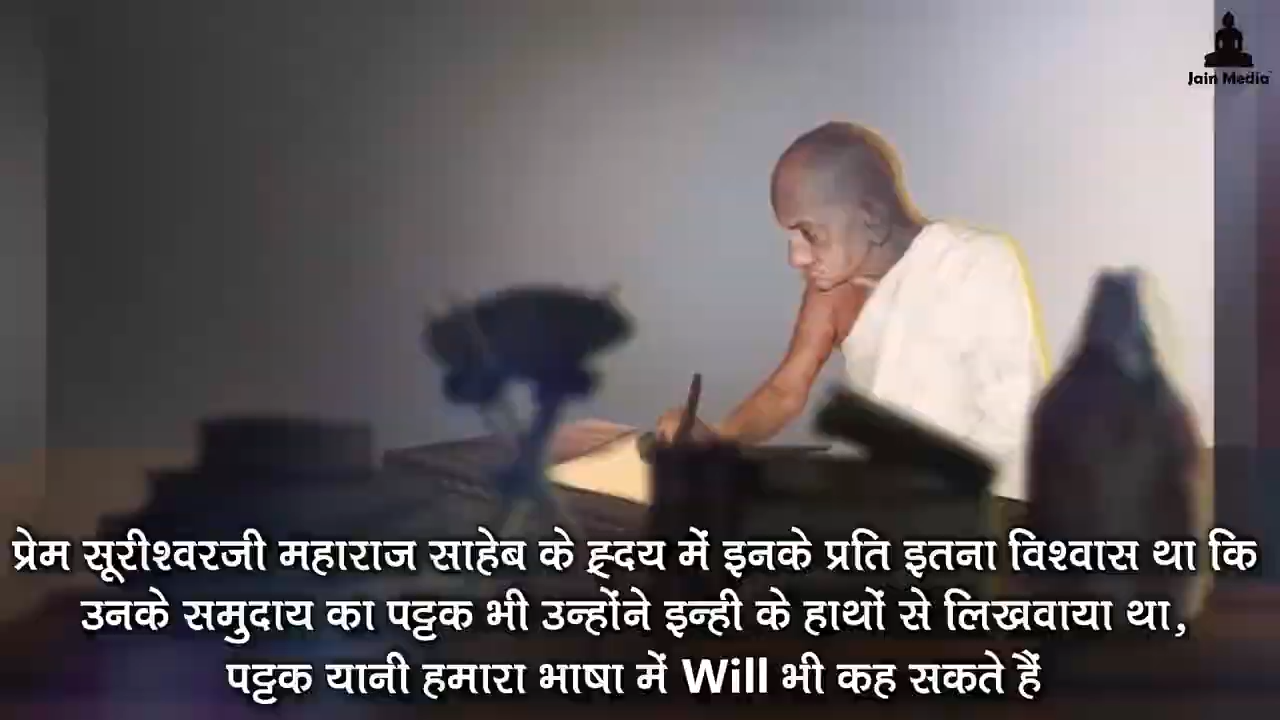 Jain Media
प्रेम सूरीश्वरजी महाराज साहेब के ह्दय में इनके प्रति इतना विश्वास था कि
उनके समुदाय का पट्टक भी उन्होंने इन्ही के हाथों से लिखवाया था,
पट्टक यानी हमारा भाषा में Will भी कह सकते हैं